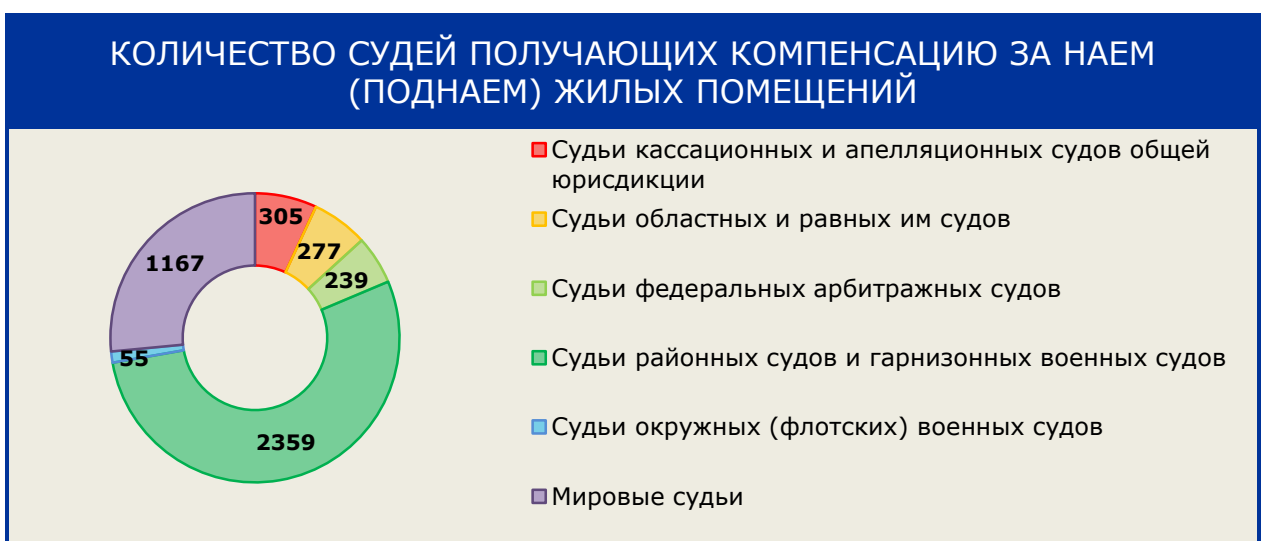 КОЛИЧЕСТВО СУДЕЙ ПОЛУЧАЮЩИХ КОМПЕНСАЦИЮ ЗА НАЕМ
(ПОДНАЕМ) ЖИЛЫХ ПОМЕЩЕНИЙ
305
277
239
2359
55
1167
Судьи кассационных и апелляционных судов общей
юрисдикции
Судьи областных и равных им судов
Судьи федеральных арбитражных судов
Судьи районных судов и гарнизонных военных судов
Судьи окружных (флотских) военных судов
Мировые судьи